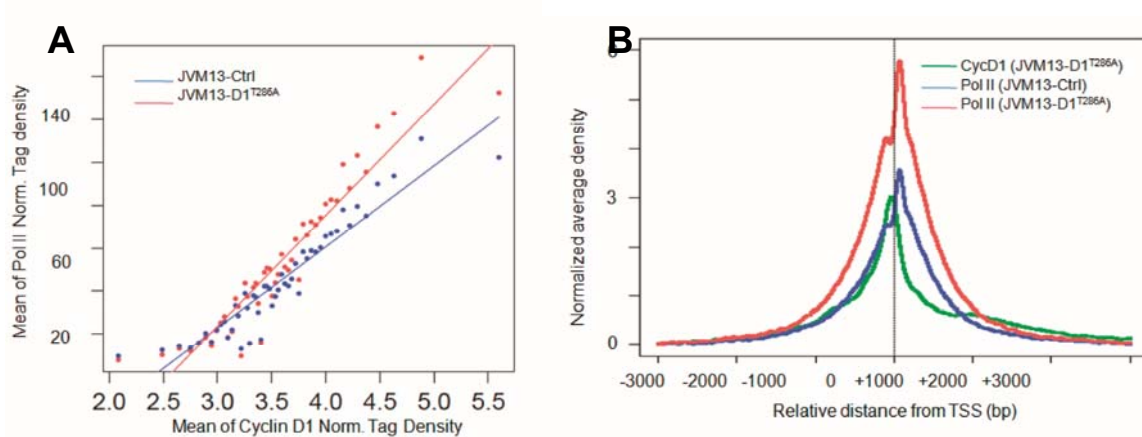 A
JVM13-Ctrl
JVM13-D1T286A
140
100
60
20
Mean of Pol II Norm. Tag density
2.0 2.5 3.0 3.5 4.0 4.5 5.0 5.5
Mean of Cyclin D1 Norm. Tag Density
B
CycD1 (JVM13-D1T286A)
Pol II (JVM13-Ctrl)
Pol II (JVM13-D1T286A)
6
3
0
Normalized average density
-3000 -2000 -1000 0 +1000 +2000 +3000
Relative distance from TSS (bp)